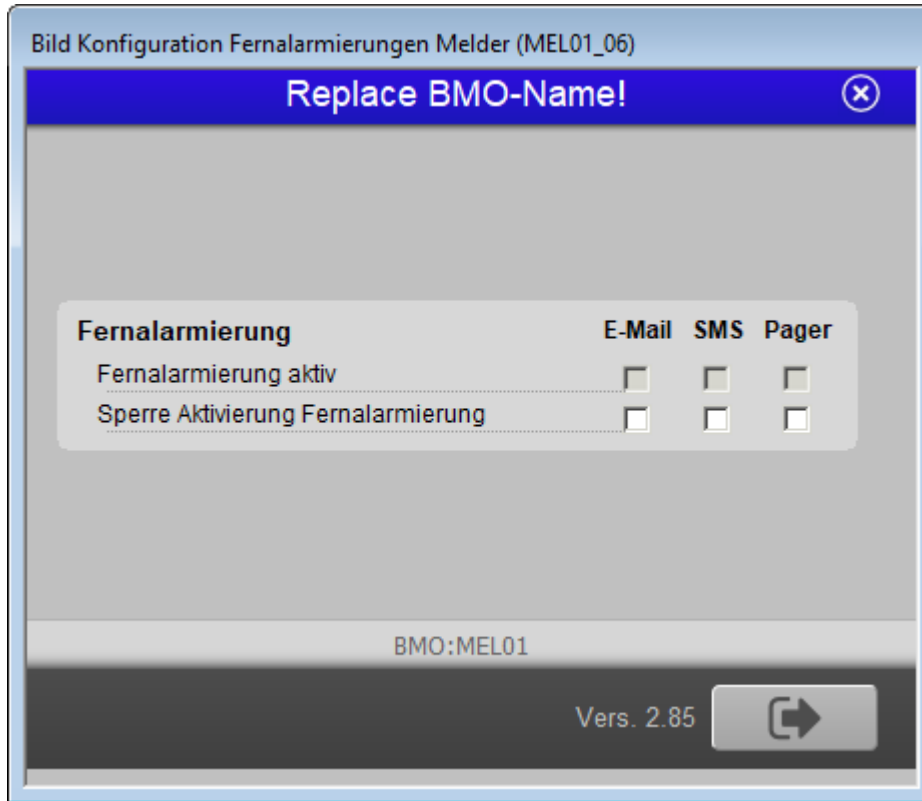 Bild Konfiguration Fernalarmierungen Melder (MEL01_06)
Replace BMO-Name!
Fernalarmierung E-Mail SMS Pager
Fernalarmierung aktiv
Sperre Aktivierung Fernalarmierung
BMO:MEL01
Vers. 2.85